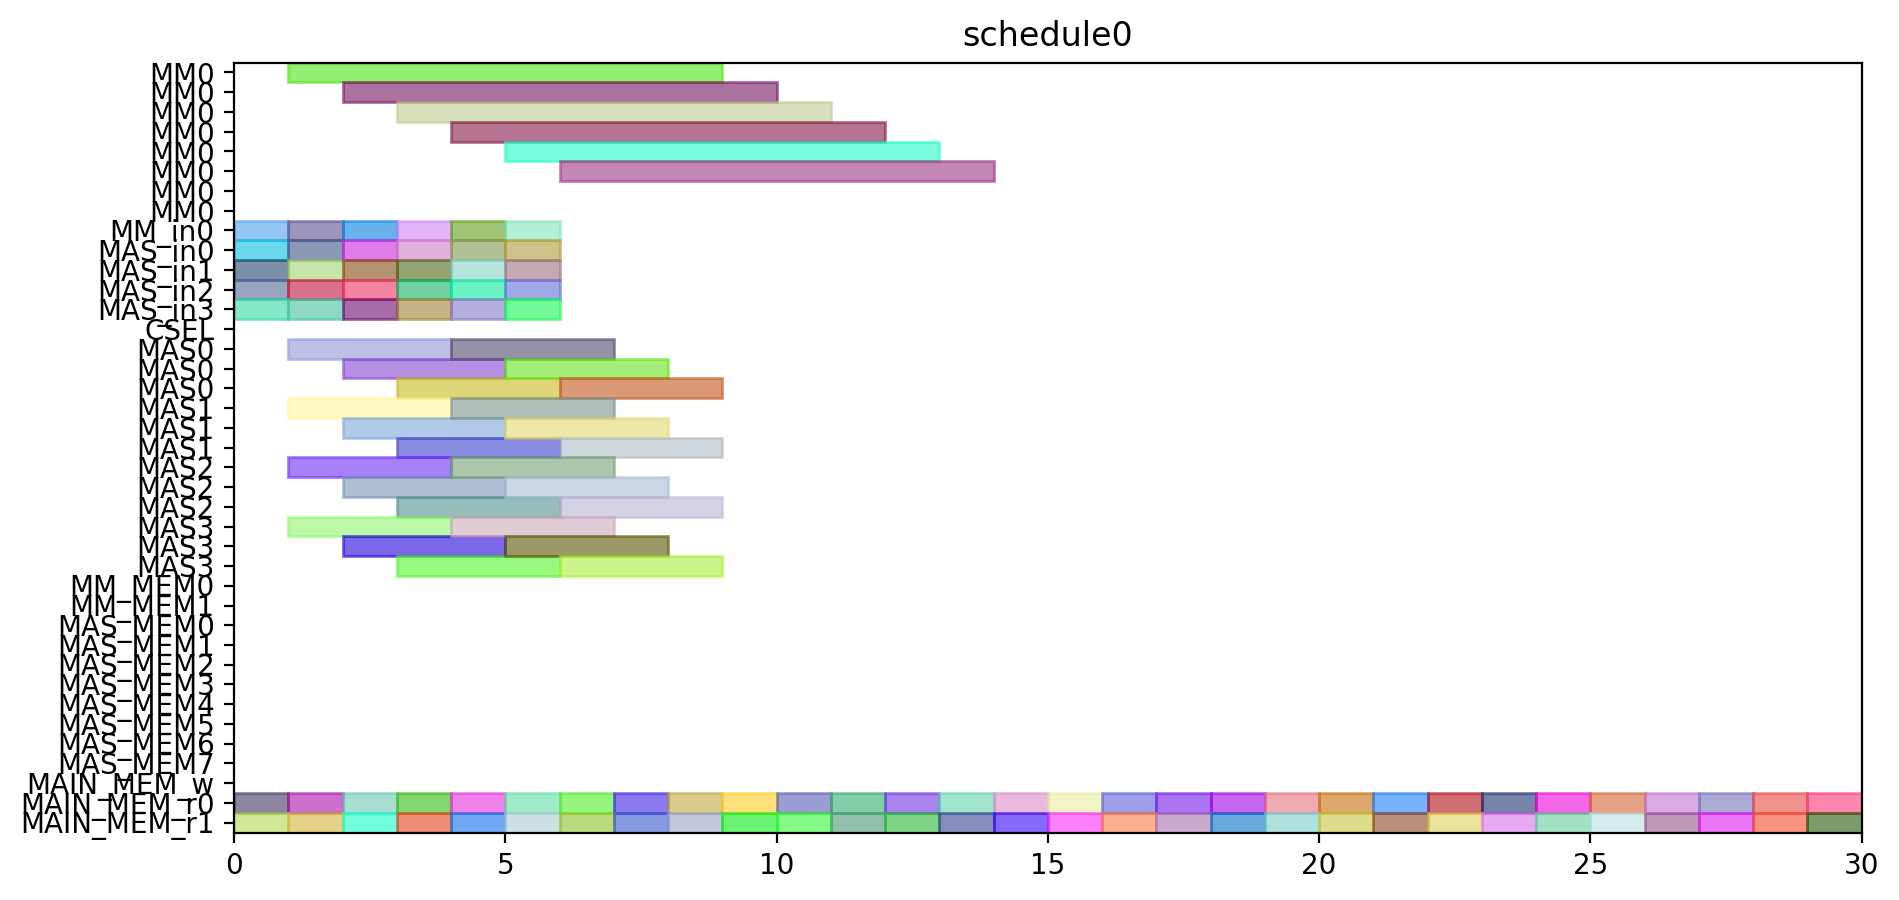 schedule0
MM0
MM0
MM0
MM0
MM0
MM0
MM0
MM0
MM_in0
MAS_in0
MAS_in1
MAS_in2
MAS_in3
CSEL
MAS0
MAS0
MAS0
MAS1
MAS1
MAS1
MAS2
MAS2
MAS2
MAS3
MAS3
MAS3
MM_MEM0
MM_MEM1
MAS_MEM0
MAS_MEM1
MAS_MEM2
MAS_MEM3
MAS_MEM4
MAS_MEM5
MAS_MEM6
MAS_MEM7
MAIN_MEM_w
MAIN_MEM_r0
MAIN_MEM_r1
0 5 10 15 20 25 30